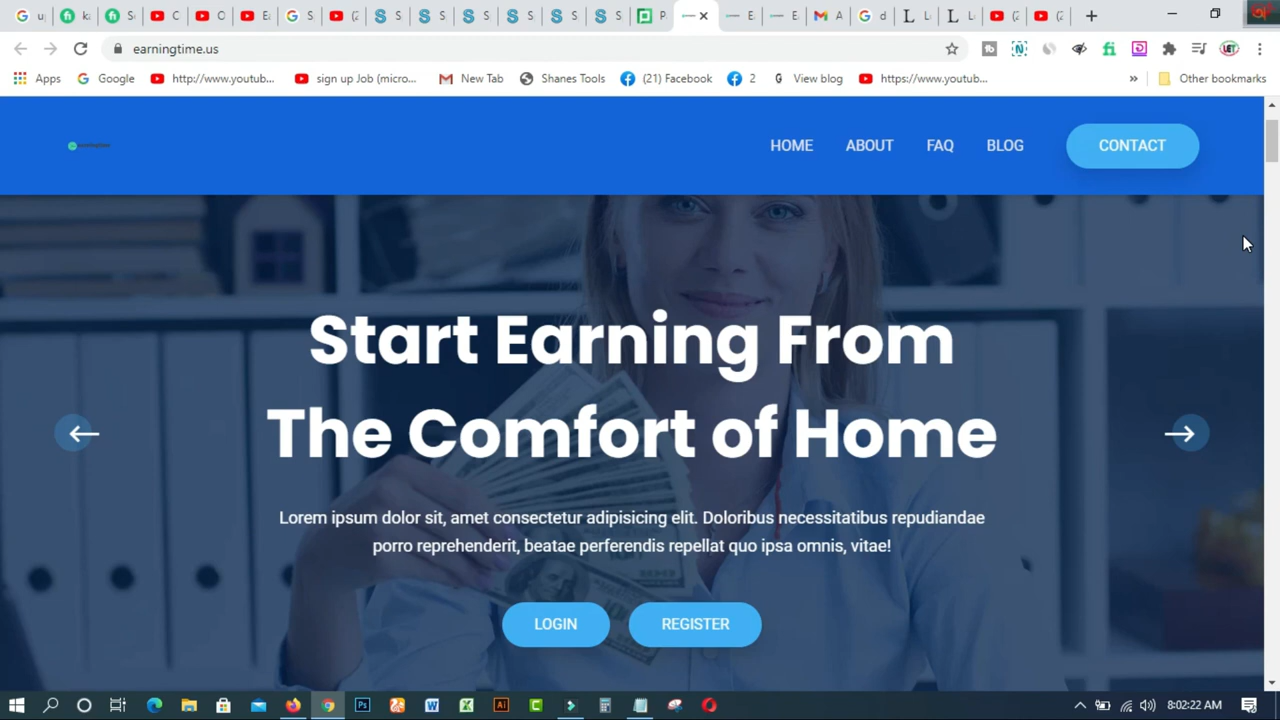 earningtime.us
Apps
Google
http://www.youtub...
sign up Job (micro...
New Tab
Shanes Tools
(21) Facebook
2
View blog
https://www.youtub...
»
Other bookmarks
HOME
ABOUT
FAQ
BLOG
CONTACT
Start Earning From
The Comfort of Home
Lorem ipsum dolor sit, amet consectetur adipisicing elit. Doloribus necessitatibus repudiandae
porro reprehenderit, beatae perferendis repellat quo ipsa omnis, vitae!
LOGIN
REGISTER
8:02:22 AM